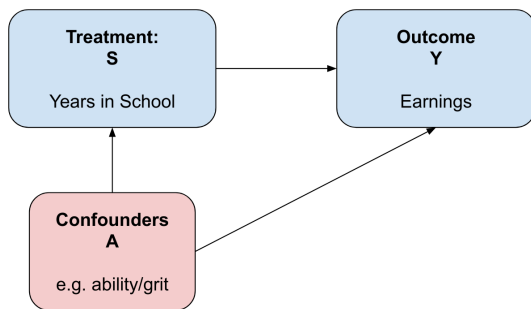 Treatment:
S
Years in School
Outcome
Y
Earnings
Confounders
A
e.g. ability/grit